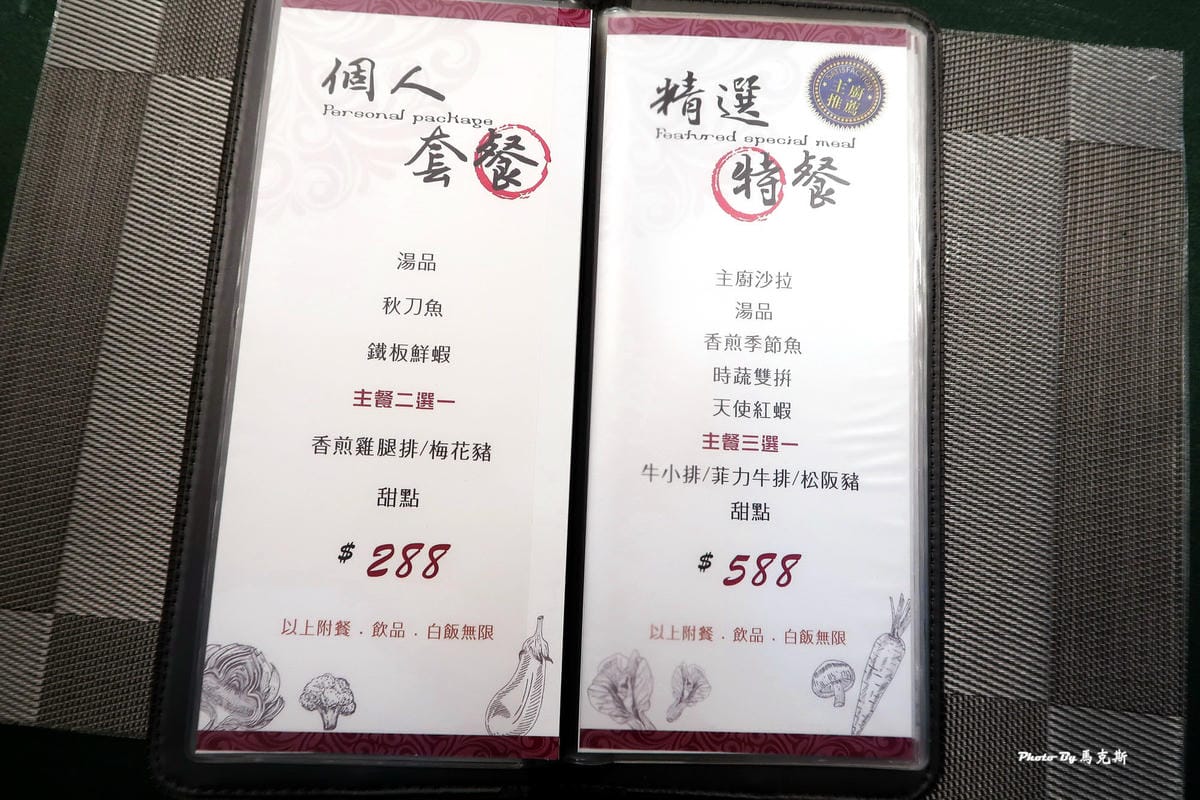 個人
Personal package
套餐
湯品
秋刀魚
鐵板鮮蝦
主餐二選一
香煎雞腿排/梅花豬
甜點
$ 288
以上附餐．飲品．白飯無限
精選
Featured special meal
特餐
SATISFA
主廚
推薦
主廚沙拉
湯品
香煎季節魚
時蔬雙拼
天使紅蝦
主餐三選一
牛小排/菲力牛排/松阪豬
甜點
$ 588
以上附餐．飲品．白飯無限
Photo By 馬克斯